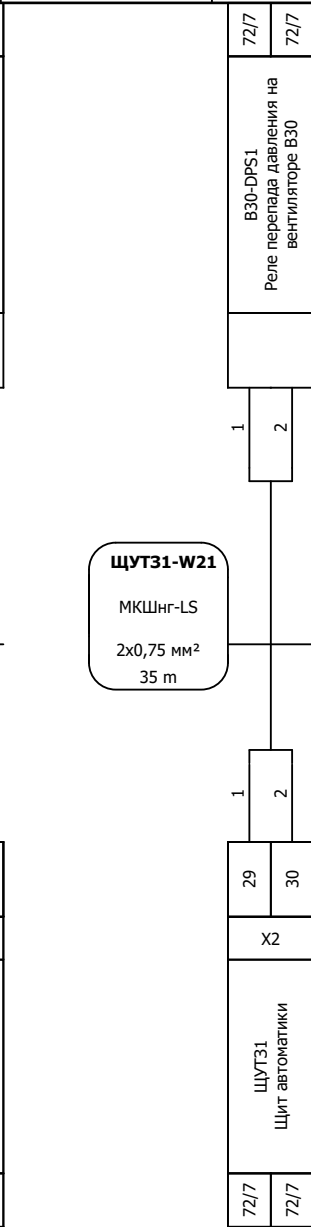 72/7
72/7
В30-DPS1
Реле перепада давления на
вентиляторе В30
1
2
ЩУТ31-W21
МКШнг-LS
2x0,75 мм²
35 m
1
2
29
30
X2
ЩУТ31
Щит автоматики
72/7
72/7